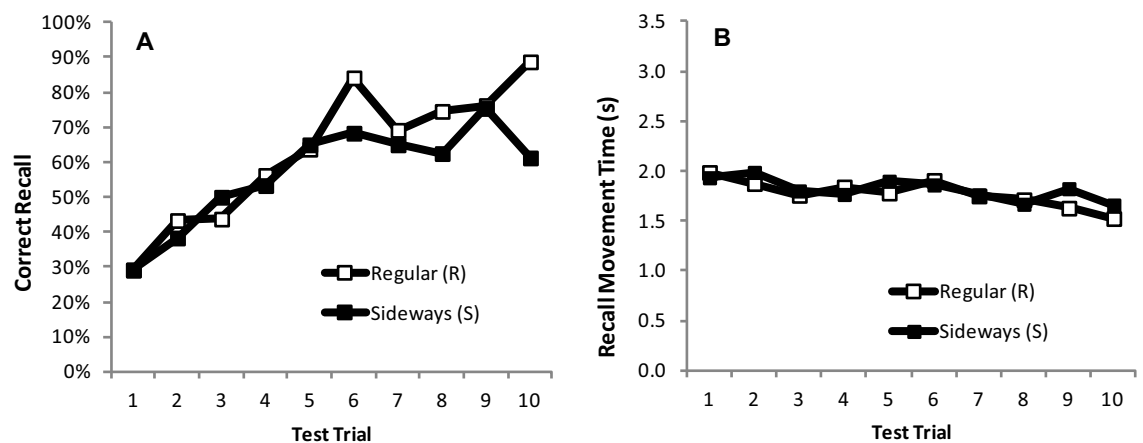 A
100%
90%
80%
70%
60%
50%
40%
30%
20%
10%
0%
Correct Recall
Regular (R)
Sideways (S)
1 2 3 4 5 6 7 8 9 10
Test Trial
B
3.5
3.0
2.5
2.0
1.5
1.0
0.5
0.0
Recall Movement Time (s)
Regular (R)
Sideways (S)
1 2 3 4 5 6 7 8 9 10
Test Trial